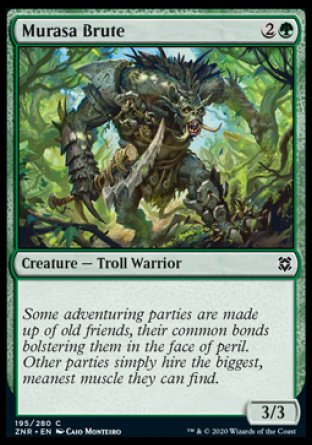 Murasa Brute 2
Creature — Troll Warrior
Some adventuring parties are made
up of old friends, their common bonds
bolstering them in the face of peril.
Other parties simply hire the biggest,
meanest muscle they can find.
3/3
195/280 C
ZNR • EN Caio Monteiro ™ & © 2020 Wizards of the Coast